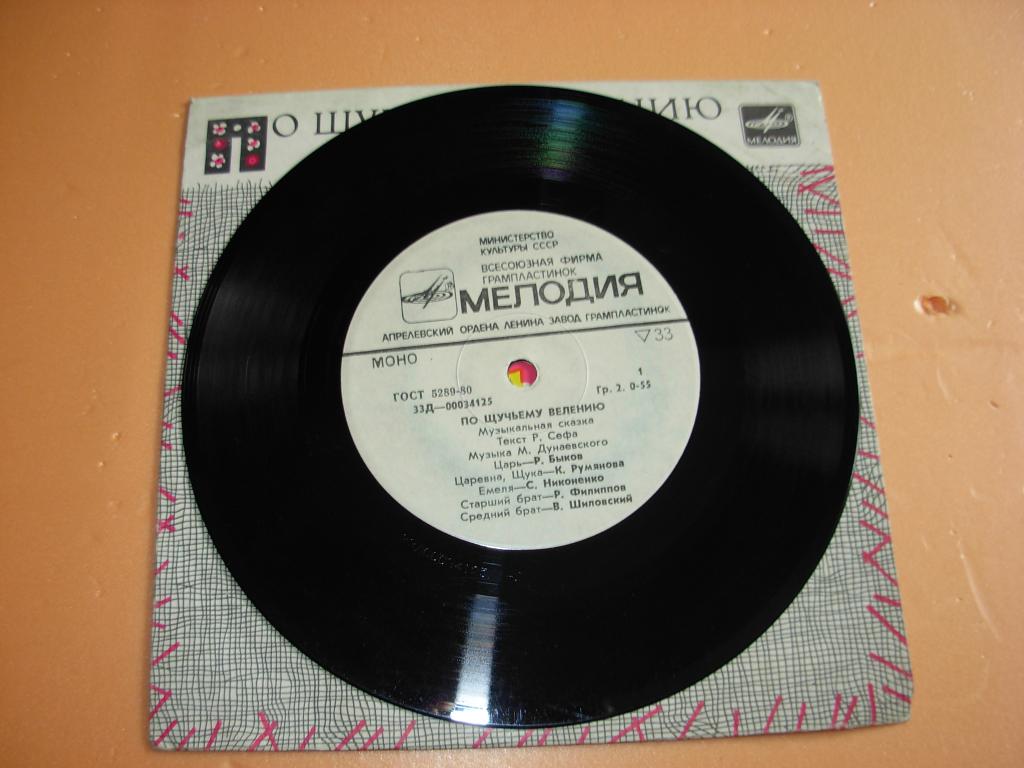 ПО ЩУ НИЮ
МЕЛОДИЯ
МИНИСТЕРСТВО
КУЛЬТУРЫ СССР
ВСЕСОЮЗНАЯ ФИРМА
ГРАМПЛАСТИНОК
МЕЛОДИЯ
АПРЕЛЕВСКИЙ ОРДЕНА ЛЕНИНА ЗАВОД ГРАМПЛАСТИНОК
МОНО ▽33
ГОСТ 5289-80 1
33Д—00034125 Гр. 2. 0-55
ПО ЩУЧЬЕМУ ВЕЛЕНИЮ
Музыкальная сказка
Текст Р. Сефа
Музыка М. Дунаевского
Царь—Р. Быков
Царевна, Щука—К. Румянова
Емеля—С. Никоненко
Старший брат—Р. Филиппов
Средний брат—В. Шиловский